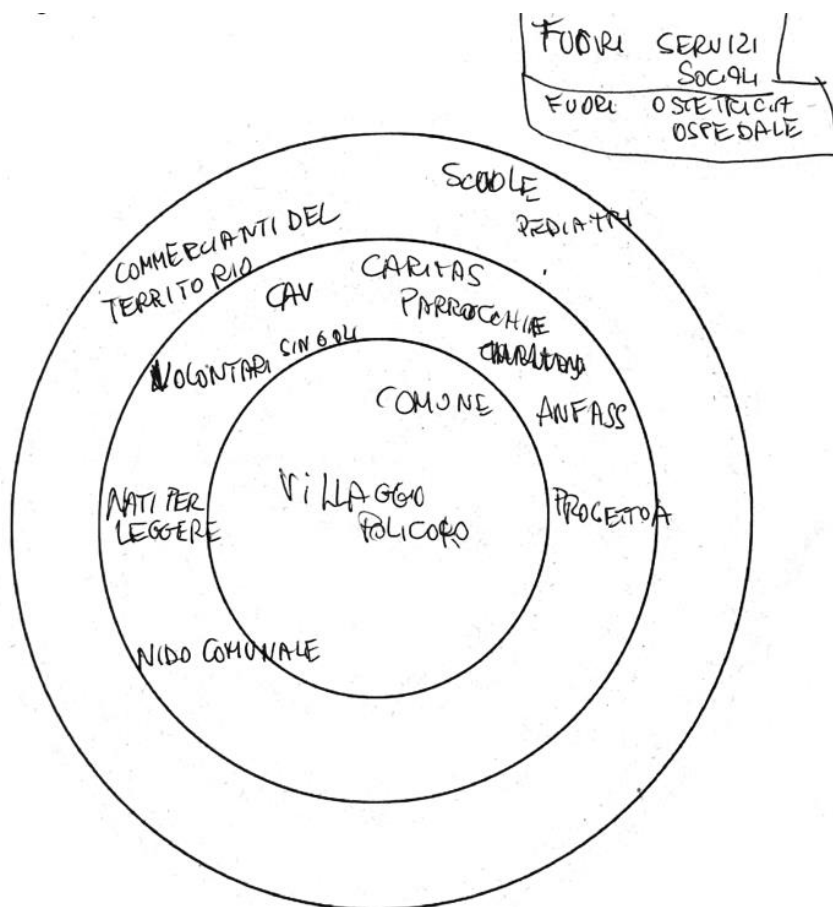 FUORI SERVIZI
SOCIALI
FUORI OSTETRICIA
OSPEDALE
SCUOLE
PEDIATRI
COMMERCIANTI DEL
TERRITORIO
CARITAS
CAV
PARROCCHIE
VOLONTARI SINGOLI
COMUNE
ANFASS
VILLAGGIO
POLICORO
NATI PER
LEGGERE
PROGETTO A
NIDO COMUNALE